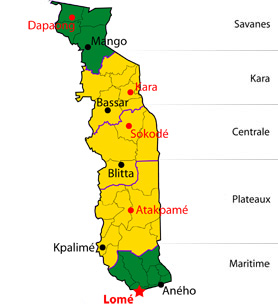 Savanes
Dapaong
Mango
Kara
Kara
Bassar
Centrale
Sokodé
Blitta
Plateaux
Atakpamé
Kpalimé
Maritime
Aného
Lomé